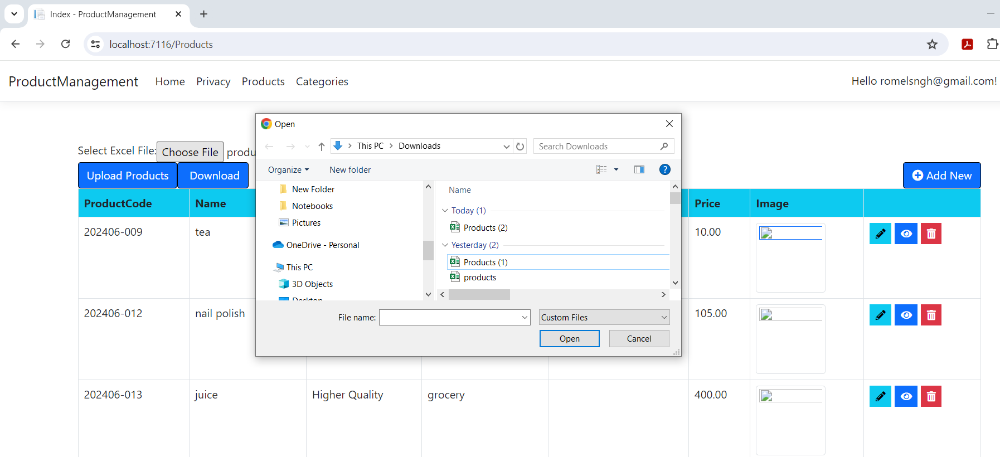 Index - ProductManagement
localhost:7116/Products
ProductManagement Home Privacy Products Categories Hello romelsngh@gmail.com!
Select Excel File: Choose File produ
Upload Products Download Add New
Open
This PC Downloads Search Downloads
Organize New folder
New Folder
Notebooks
Pictures
OneDrive - Personal
This PC
3D Objects
Desktop
Name
Today (1)
Products (2)
Yesterday (2)
Products (1)
products
File name: Custom Files
Open Cancel
ProductCode Name Price Image
202406-009 tea 10.00
202406-012 nail polish 105.00
202406-013 juice Higher Quality grocery 400.00